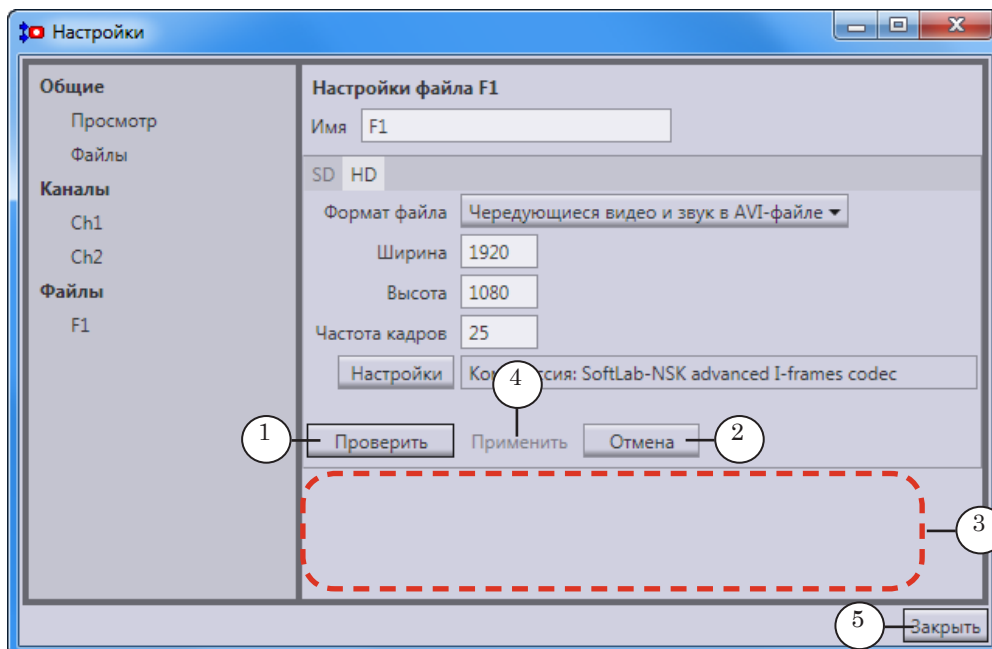 Настройки
Общие
Просмотр
Файлы
Каналы
Ch1
Ch2
Файлы
F1
Настройки файла F1
Имя F1
SD HD
Формат файла Чередующиеся видео и звук в AVI-файле
Ширина 1920
Высота 1080
Частота кадров 25
Настройки SoftLab-NSK advanced I-frames codec
4
1 Проверить Применить Отмена 2
3
5 Закрыть